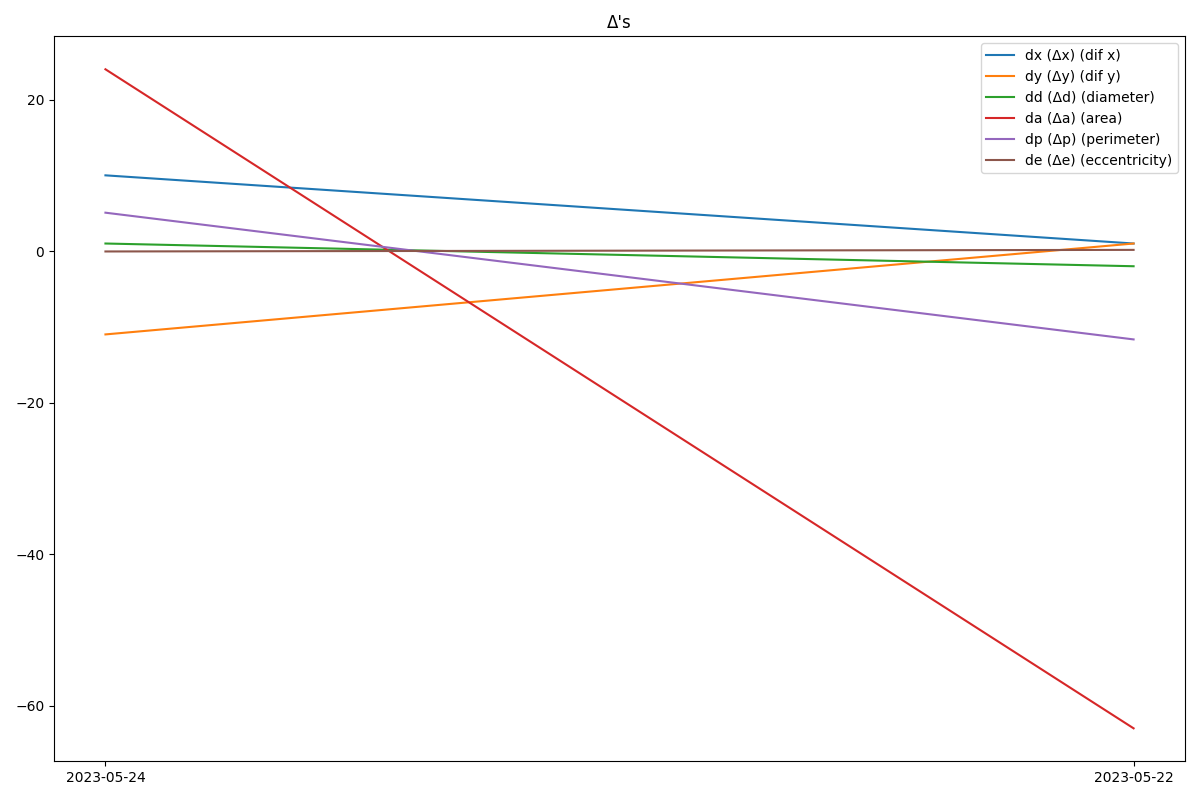 Δ's
dx (Δx) (dif x)
dy (Δy) (dif y)
dd (Δd) (diameter)
da (Δa) (area)
dp (Δp) (perimeter)
de (Δe) (eccentricity)
20
0
−20
−40
−60
2023-05-24
2023-05-22